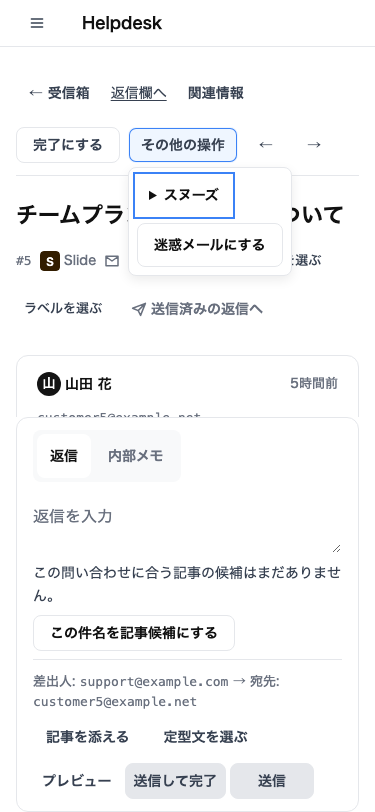 Helpdesk
← 受信箱 返信欄へ 関連情報
完了にする その他の操作 ← →
▶ スヌーズ
チームプラ ついて
迷惑メールにする
#5 S Slide を選ぶ
ラベルを選ぶ 送信済みの返信へ
山 山田 花 5時間前
customer5@example.net
返信 内部メモ
返信を入力
この問い合わせに合う記事の候補はまだありませ
ん。
この件名を記事候補にする
差出人: support@example.com → 宛先:
customer5@example.net
記事を添える 定型文を選ぶ
プレビュー 送信して完了 送信